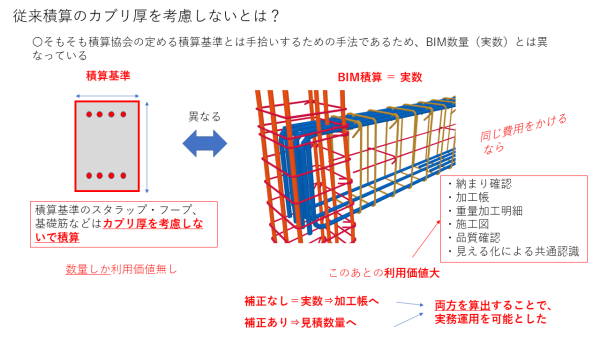 従来積算のカブリ厚を考慮しないとは？
〇そもそも積算協会の定める積算基準とは手拾いするための手法であるため、BIM数量（実数）とは異
なっている
積算基準
異なる
BIM積算 ＝ 実数
同じ費用をかける
なら
積算基準のスタラップ・フープ、
基礎筋などはカブリ厚を考慮しな
いで積算
数量しか利用価値無し
・納まり確認
・加工帳
・重量加工明細
・施工図
・品質確認
・見える化による共通認識
このあとの利用価値大
補正なし＝実数⇒加工帳へ
補正あり⇒見積数量へ
両方を算出することで、
実務運用を可能とした